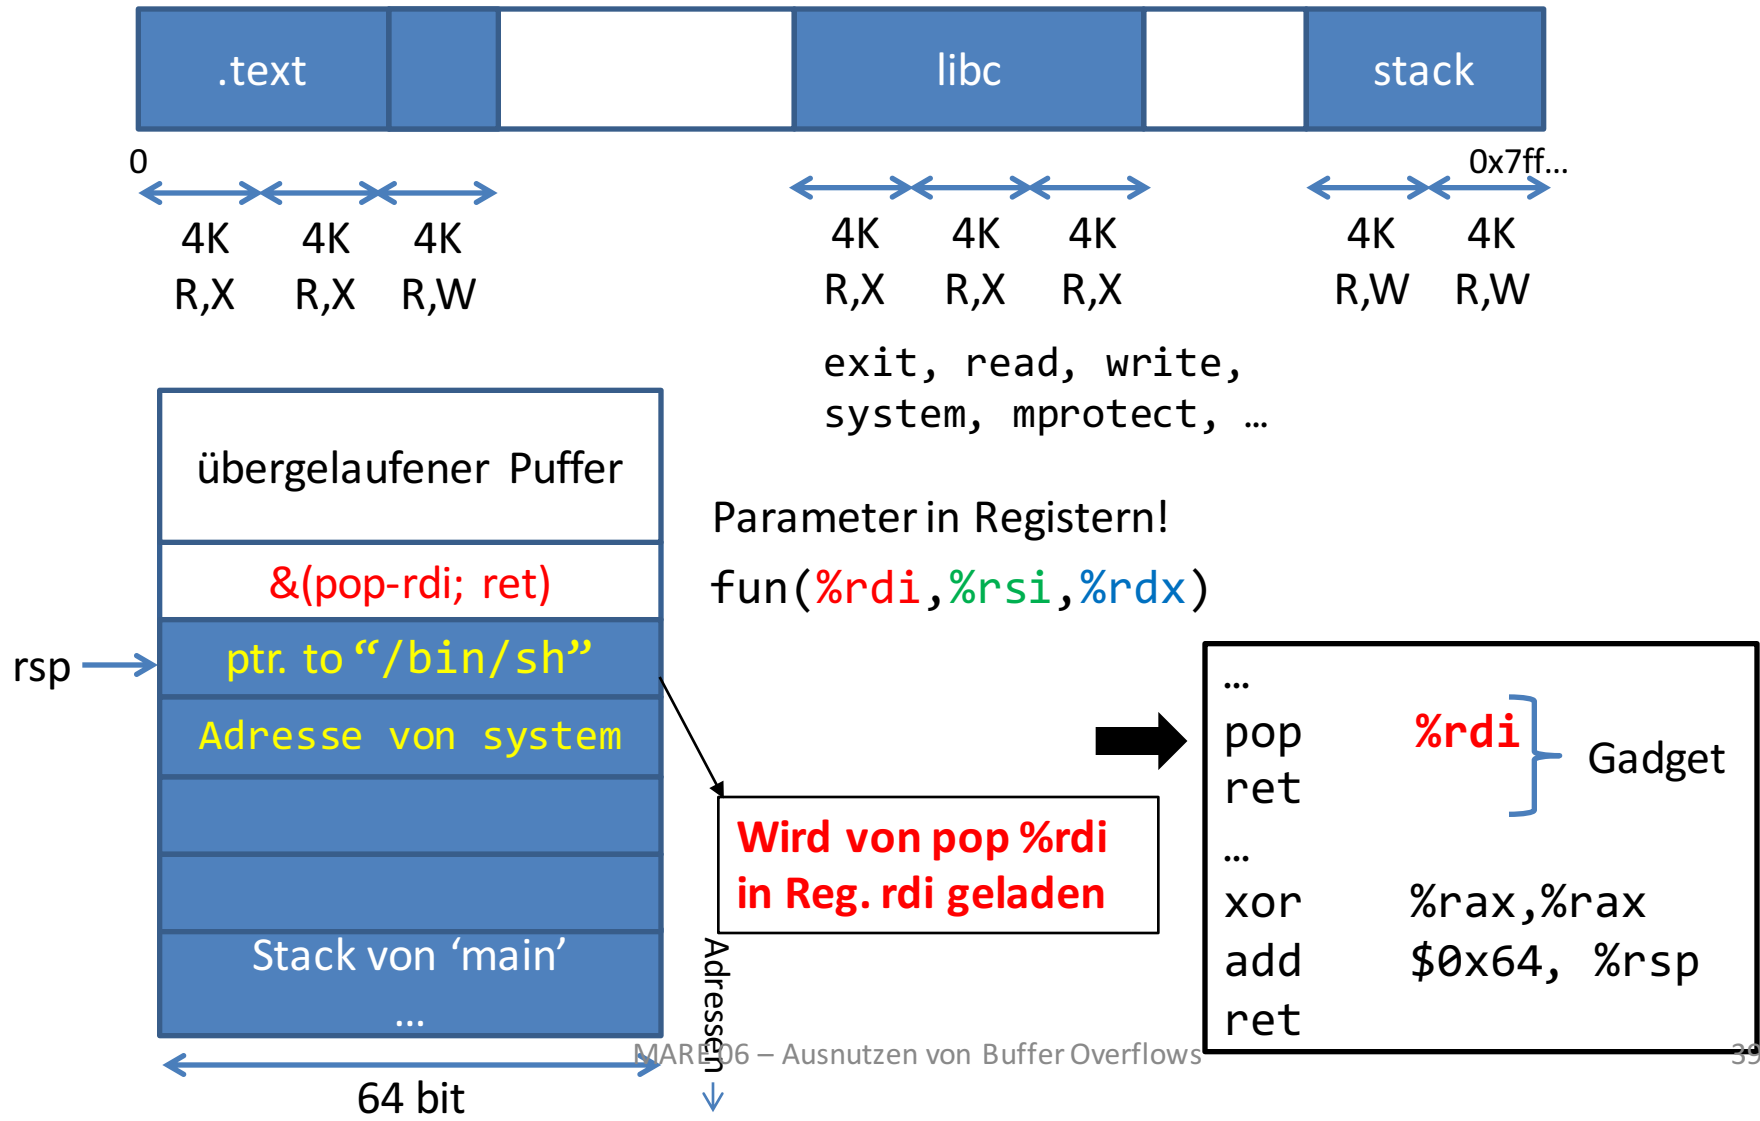 .text
libc
stack
0
0x7ff…
4K 4K 4K
R,X R,X R,W
4K 4K 4K
R,X R,X R,X
4K 4K
R,W R,W
exit, read, write,
system, mprotect, …
übergelaufener Puffer
&(pop-rdi; ret)
rsp
ptr. to “/bin/sh”
Adresse von system
Stack von ‘main’
…
64 bit
Parameter in Registern!
fun(%rdi,%rsi,%rdx)
Wird von pop %rdi
in Reg. rdi geladen
Adressen
…
pop %rdi
ret
Gadget
…
xor %rax,%rax
add $0x64, %rsp
ret
MARE 06 – Ausnutzen von Buffer Overflows
39